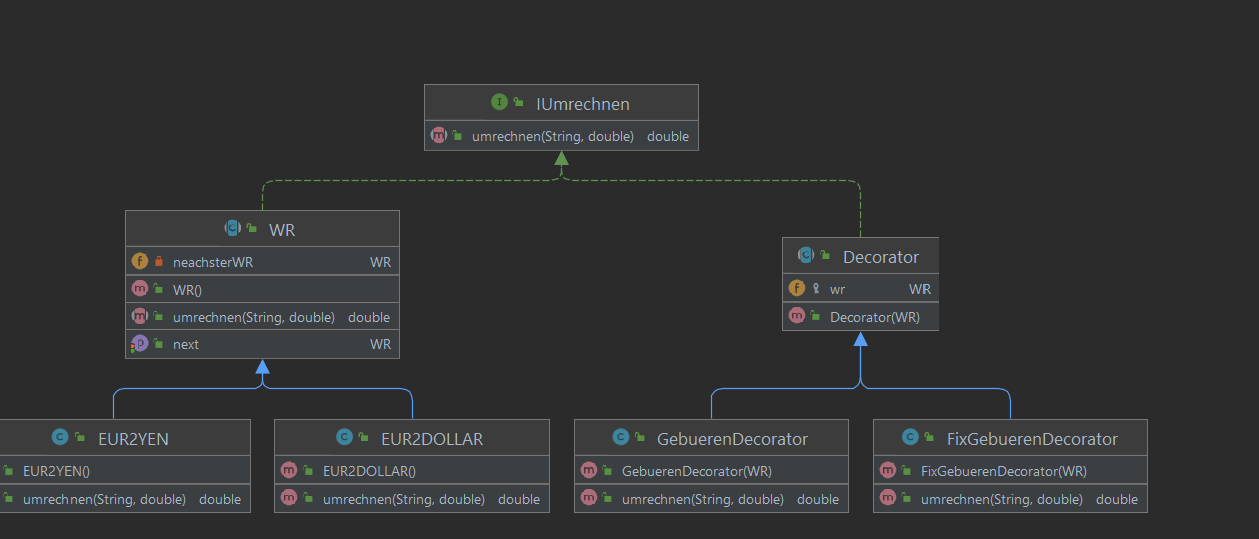 IUmrechnen
umrechnen(String, double) double
WR
neachsterWR WR
WR()
umrechnen(String, double) double
next WR
Decorator
wr WR
Decorator(WR)
EUR2YEN
EUR2YEN()
umrechnen(String, double) double
EUR2DOLLAR
EUR2DOLLAR()
umrechnen(String, double) double
GebuerenDecorator
GebuerenDecorator(WR)
umrechnen(String, double) double
FixGebuerenDecorator
FixGebuerenDecorator(WR)
umrechnen(String, double) double